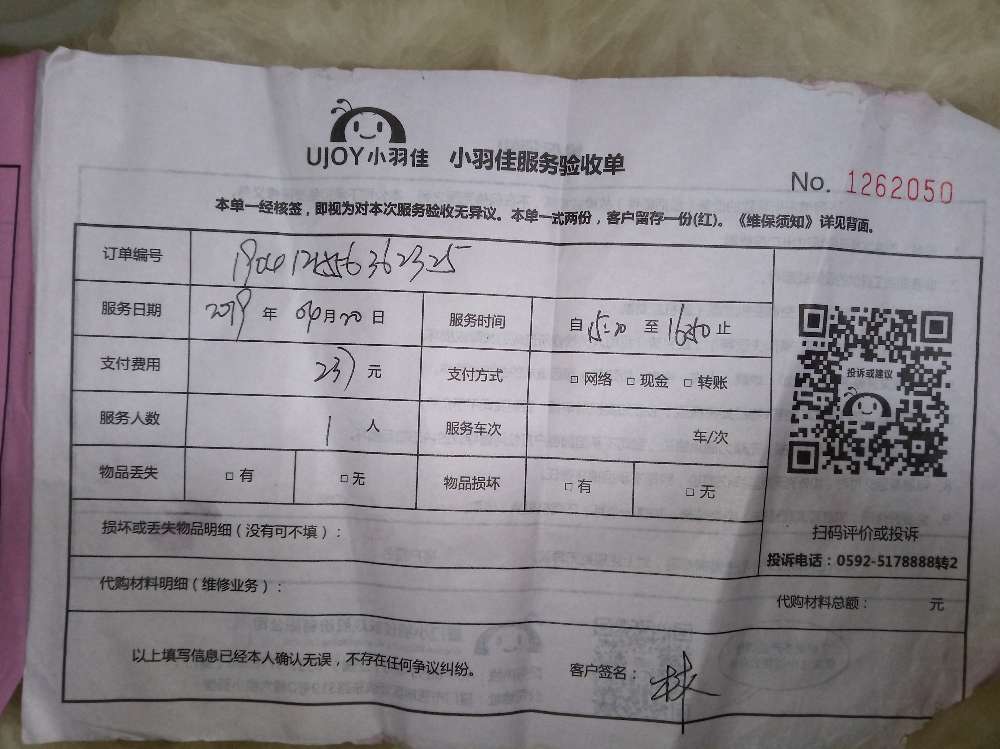 UJOY小羽佳 小羽佳服务验收单
No. 1262050
本单一经核签，即视为对本次服务验收无异议。本单一式两份，客户留存一份(红)。《维保须知》详见背面。
订单编号
服务日期 2019 年 04 月 20 日 服务时间 自 至 止
支付费用 元 支付方式 □ 网络 □ 现金 □ 转账
服务人数 1 人 服务车次 车/次
物品丢失 □ 有 □ 无 物品损坏 □ 有 □ 无
投诉或建议
扫码评价或投诉
投诉电话：0592-5178888转2
损坏或丢失物品明细（没有可不填）：
代购材料明细（维修业务）：
代购材料总额： 元
以上填写信息已经本人确认无误，不存在任何争议纠纷。 客户签名： 林